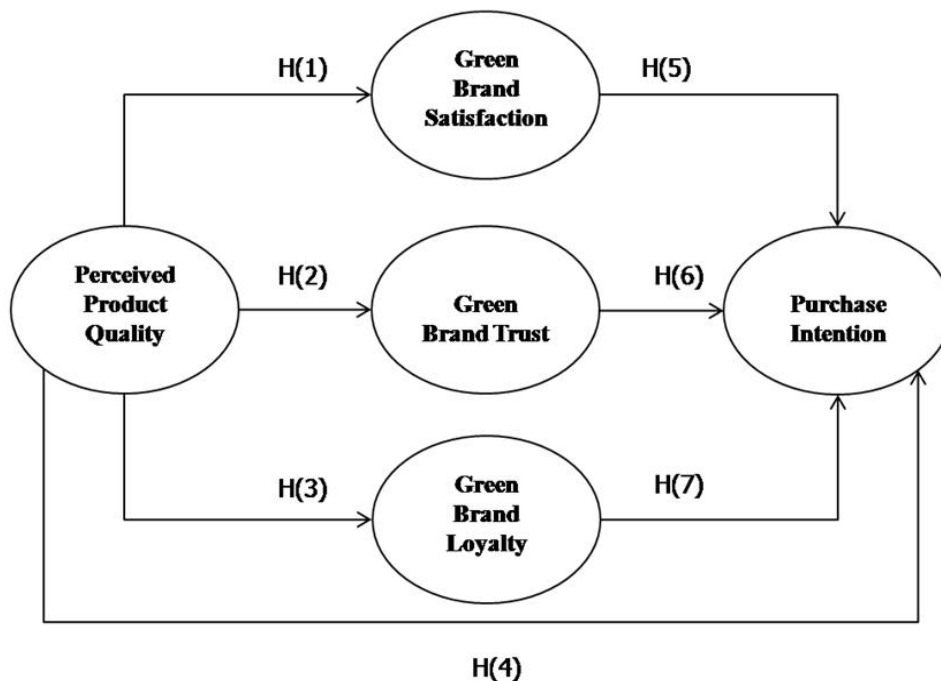 H(1)
Green
Brand
Satisfaction
H(5)
Perceived
Product
Quality
H(2)
Green
Brand Trust
H(6)
Purchase
Intention
H(3)
Green
Brand
Loyalty
H(7)
H(4)